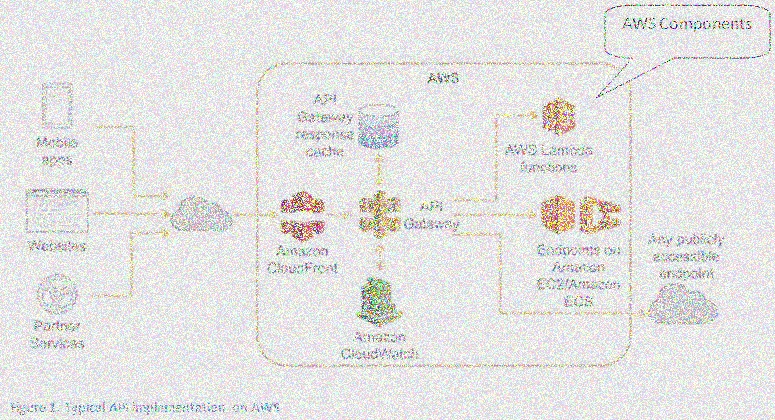 AWS Components
AWS
API
Gateway
response
cache
Mobile
apps
AWS Lambda
functions
API
Gateway
Websites
Amazon
CloudFront
Endpoints on
Amazon
EC2/Amazon
ECS
Any publicly
accessible
endpoint
Partner
Services
Amazon
CloudWatch
Figure 1. Typical API implementation on AWS